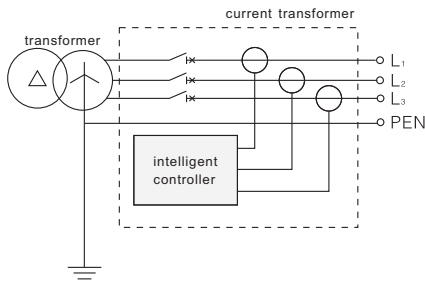 current transformer
transformer
L1
L2
L3
PEN
intelligent
controller